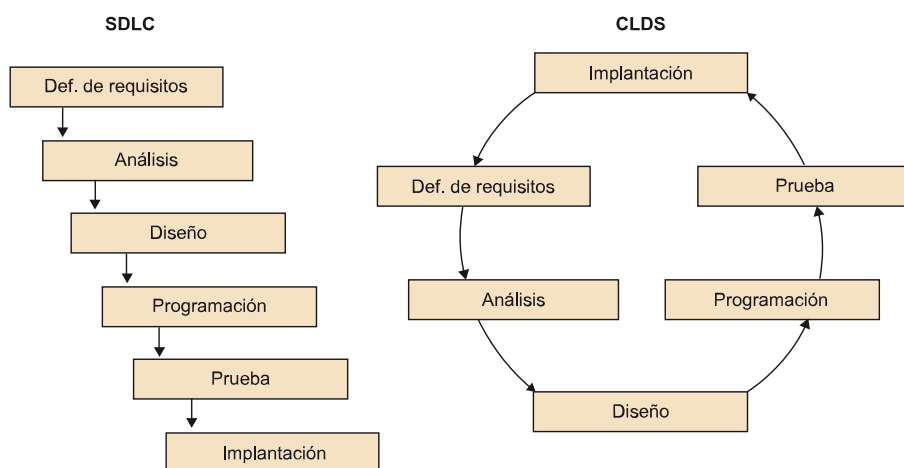 SDLC
Def. de requisitos
Análisis
Diseño
Programación
Prueba
Implantación
CLDS
Implantación
Def. de requisitos
Prueba
Análisis
Programación
Diseño